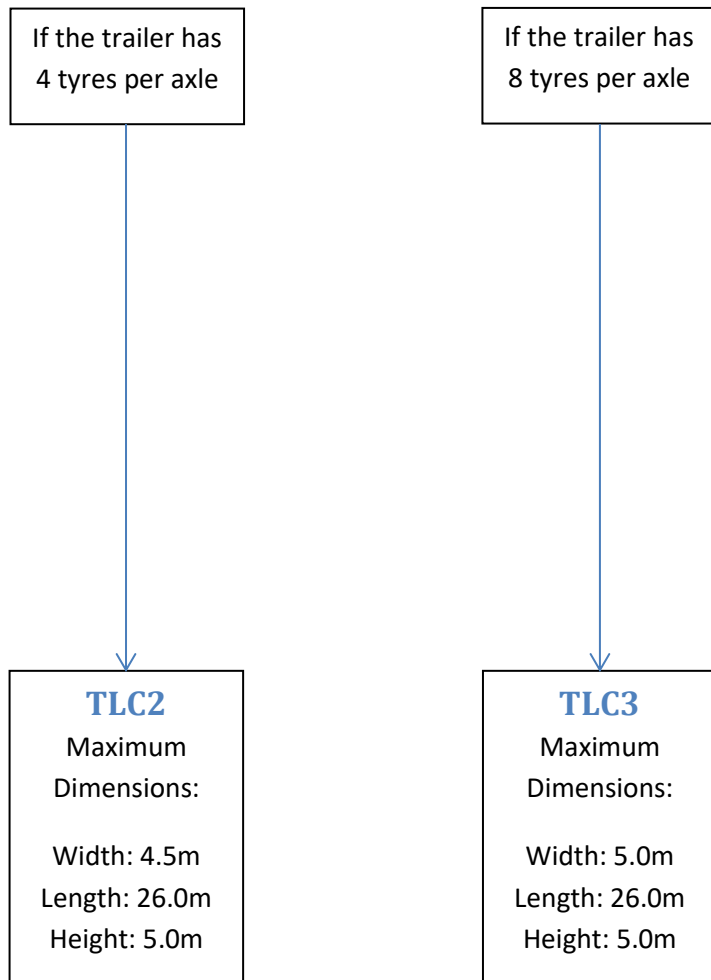 If the trailer has
4 tyres per axle
If the trailer has
8 tyres per axle
TLC2
Maximum
Dimensions:
Width: 4.5m
Length: 26.0m
Height: 5.0m
TLC3
Maximum
Dimensions:
Width: 5.0m
Length: 26.0m
Height: 5.0m